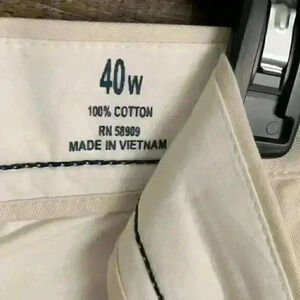 40W
100% COTTON
RN 58909
MADE IN VIETNAM